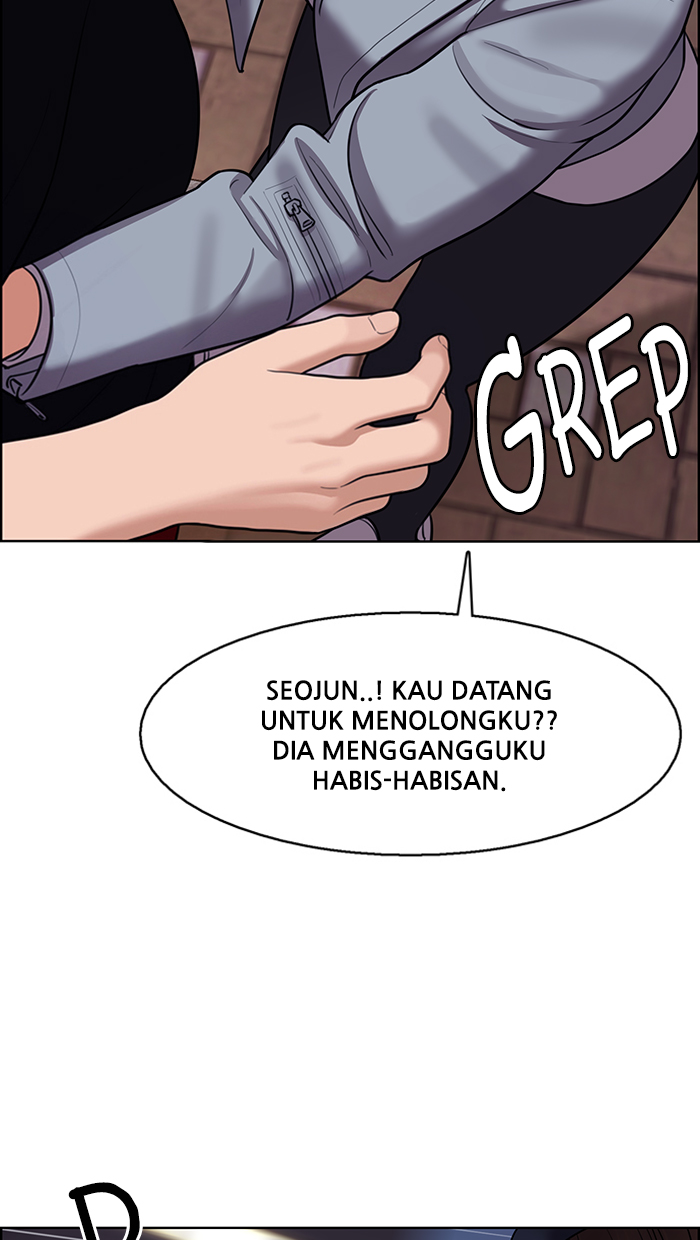 GREP
SEOJUN..! KAU DATANG
UNTUK MENOLONGKU??
DIA MENGGANGGUKU
HABIS-HABISAN.
D